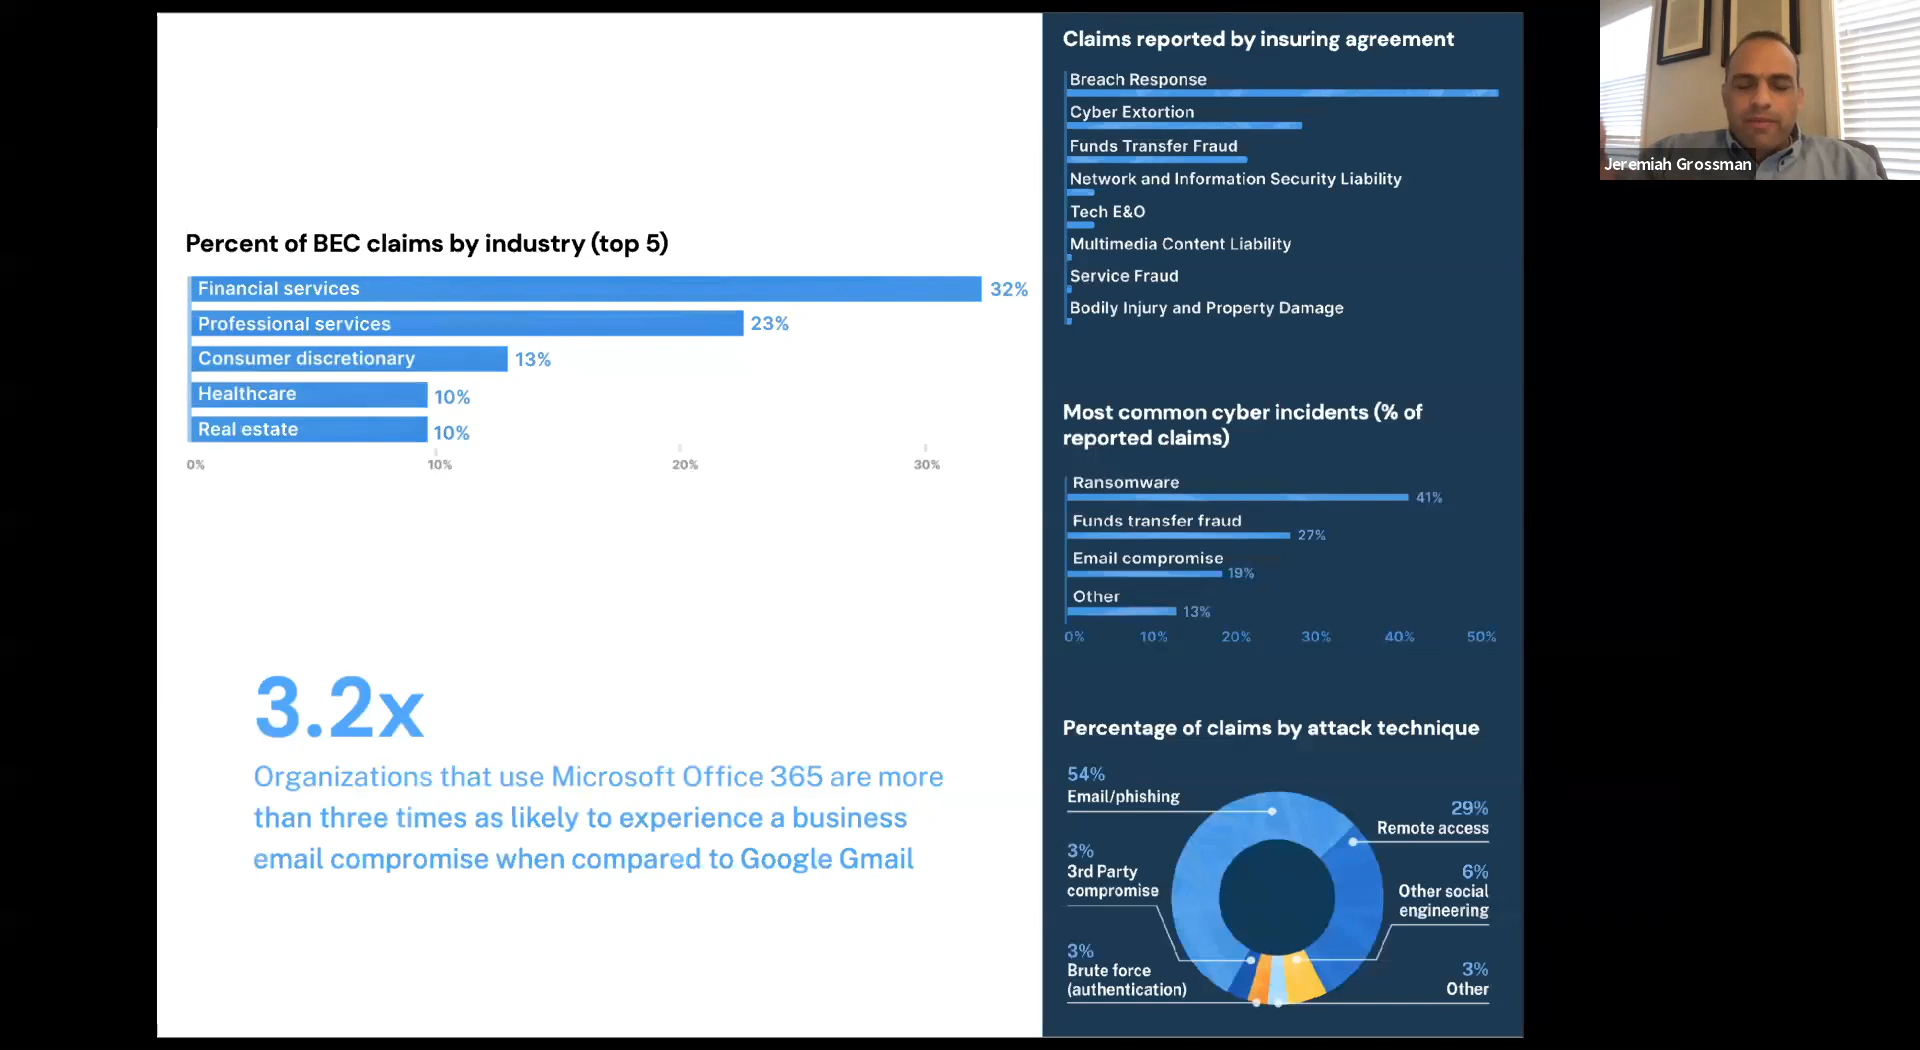 Percent of BEC claims by industry (top 5)
Financial services 32%
Professional services 23%
Consumer discretionary 13%
Healthcare 10%
Real estate 10%
0% 10% 20% 30%
3.2x
Organizations that use Microsoft Office 365 are more
than three times as likely to experience a business
email compromise when compared to Google Gmail
Claims reported by insuring agreement
Breach Response
Cyber Extortion
Funds Transfer Fraud
Network and Information Security Liability
Tech E&O
Multimedia Content Liability
Service Fraud
Bodily Injury and Property Damage
Most common cyber incidents (% of
reported claims)
Ransomware
41%
Funds transfer fraud
27%
Email compromise
19%
Other
13%
0% 10% 20% 30% 40% 50%
Percentage of claims by attack technique
54%
Email/phishing
29%
Remote access
3%
3rd Party
compromise
6%
Other social
engineering
3%
Brute force
(authentication)
3%
Other
Jeremiah Grossman